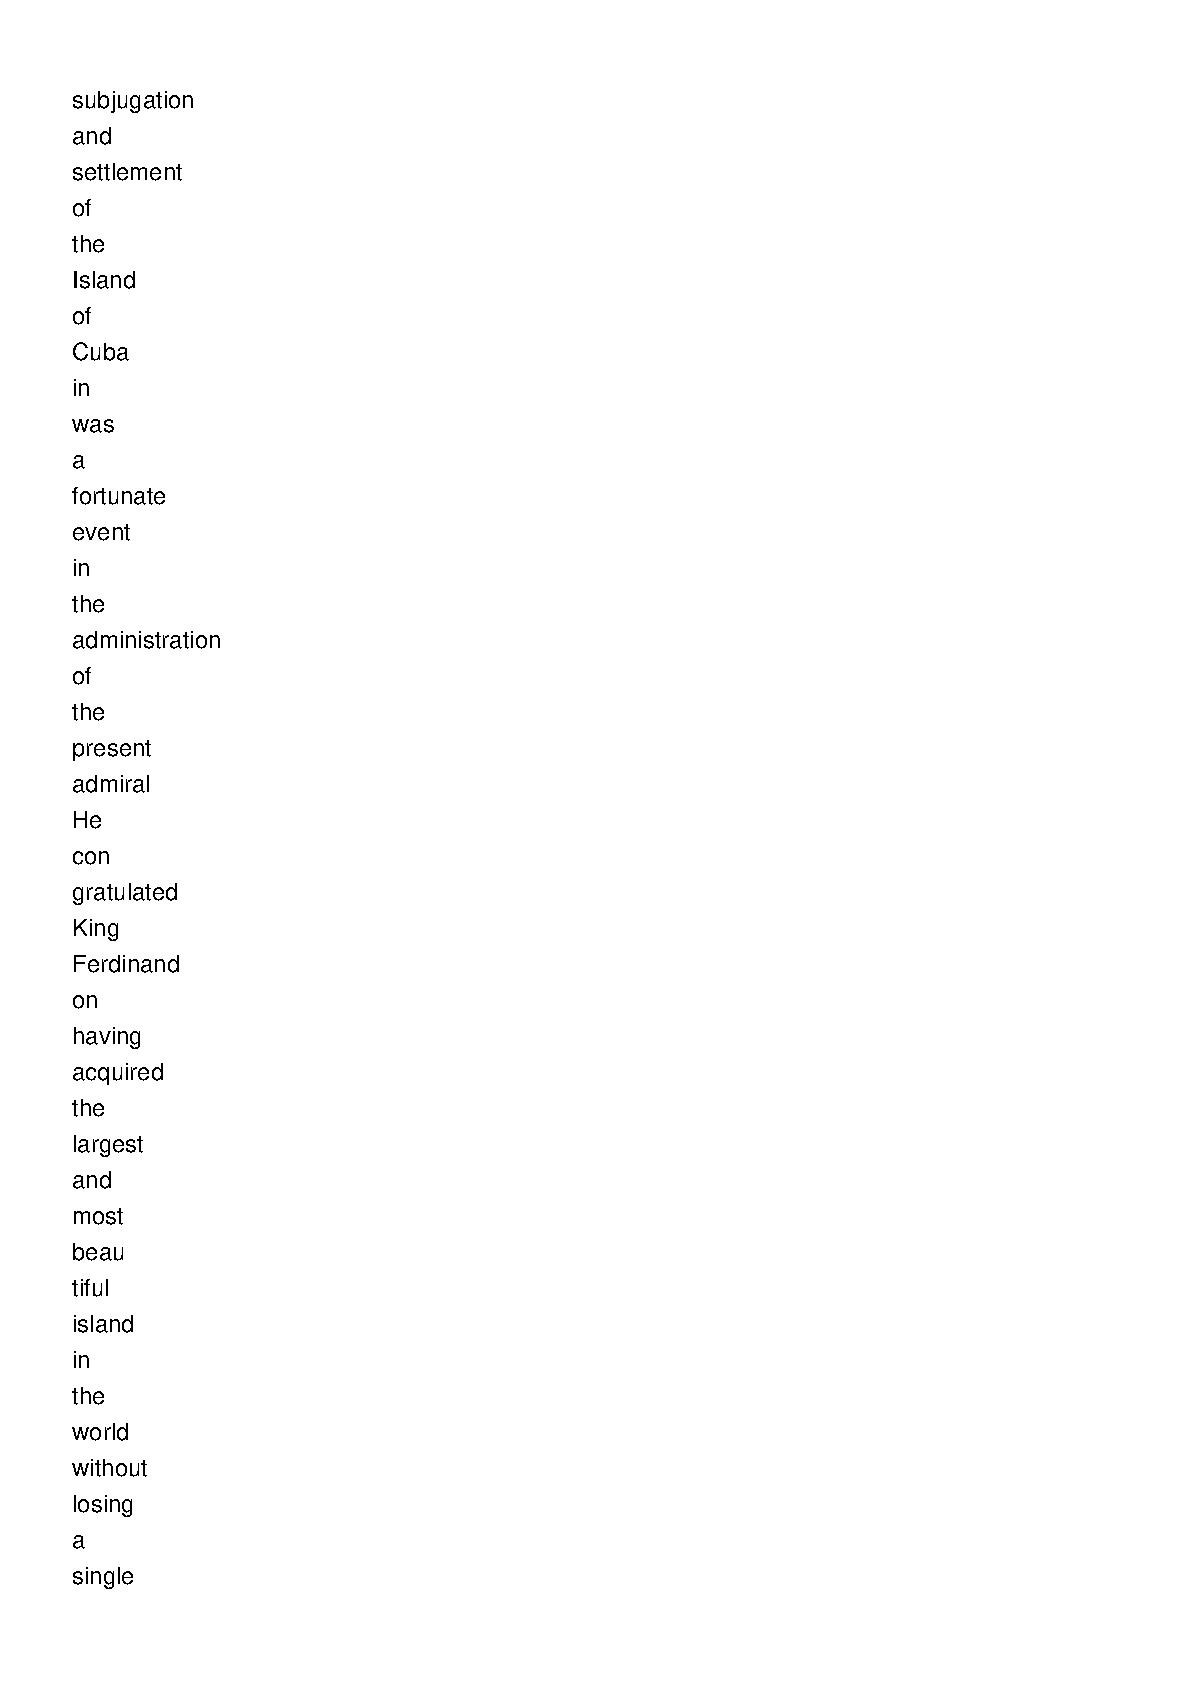 subjugation
and
settlement
of
the
Island
of
Cuba
in
was
a
fortunate
event
in
the
administration
of
the
present
admiral
He
con
gratulated
King
Ferdinand
on
having
acquired
the
largest
and
most
beau
tiful
island
in
the
world
without
losing
a
single